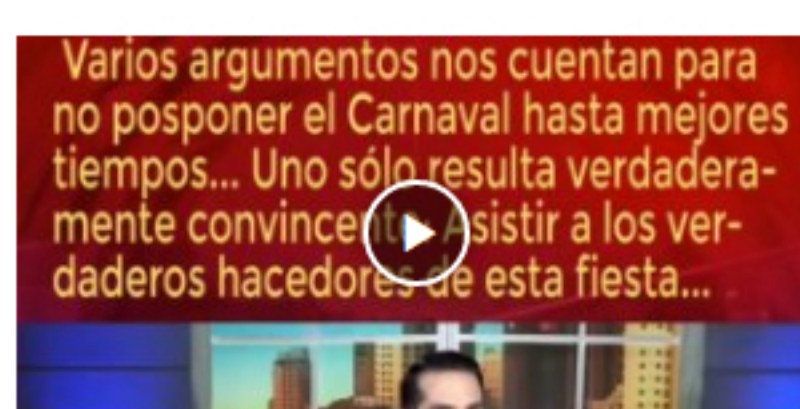 Varios argumentos nos cuentan para
no posponer el Carnaval hasta mejores
tiempos... Uno sólo resulta verdadera-
mente convincente: Asistir a los ver-
daderos hacedores de esta fiesta...